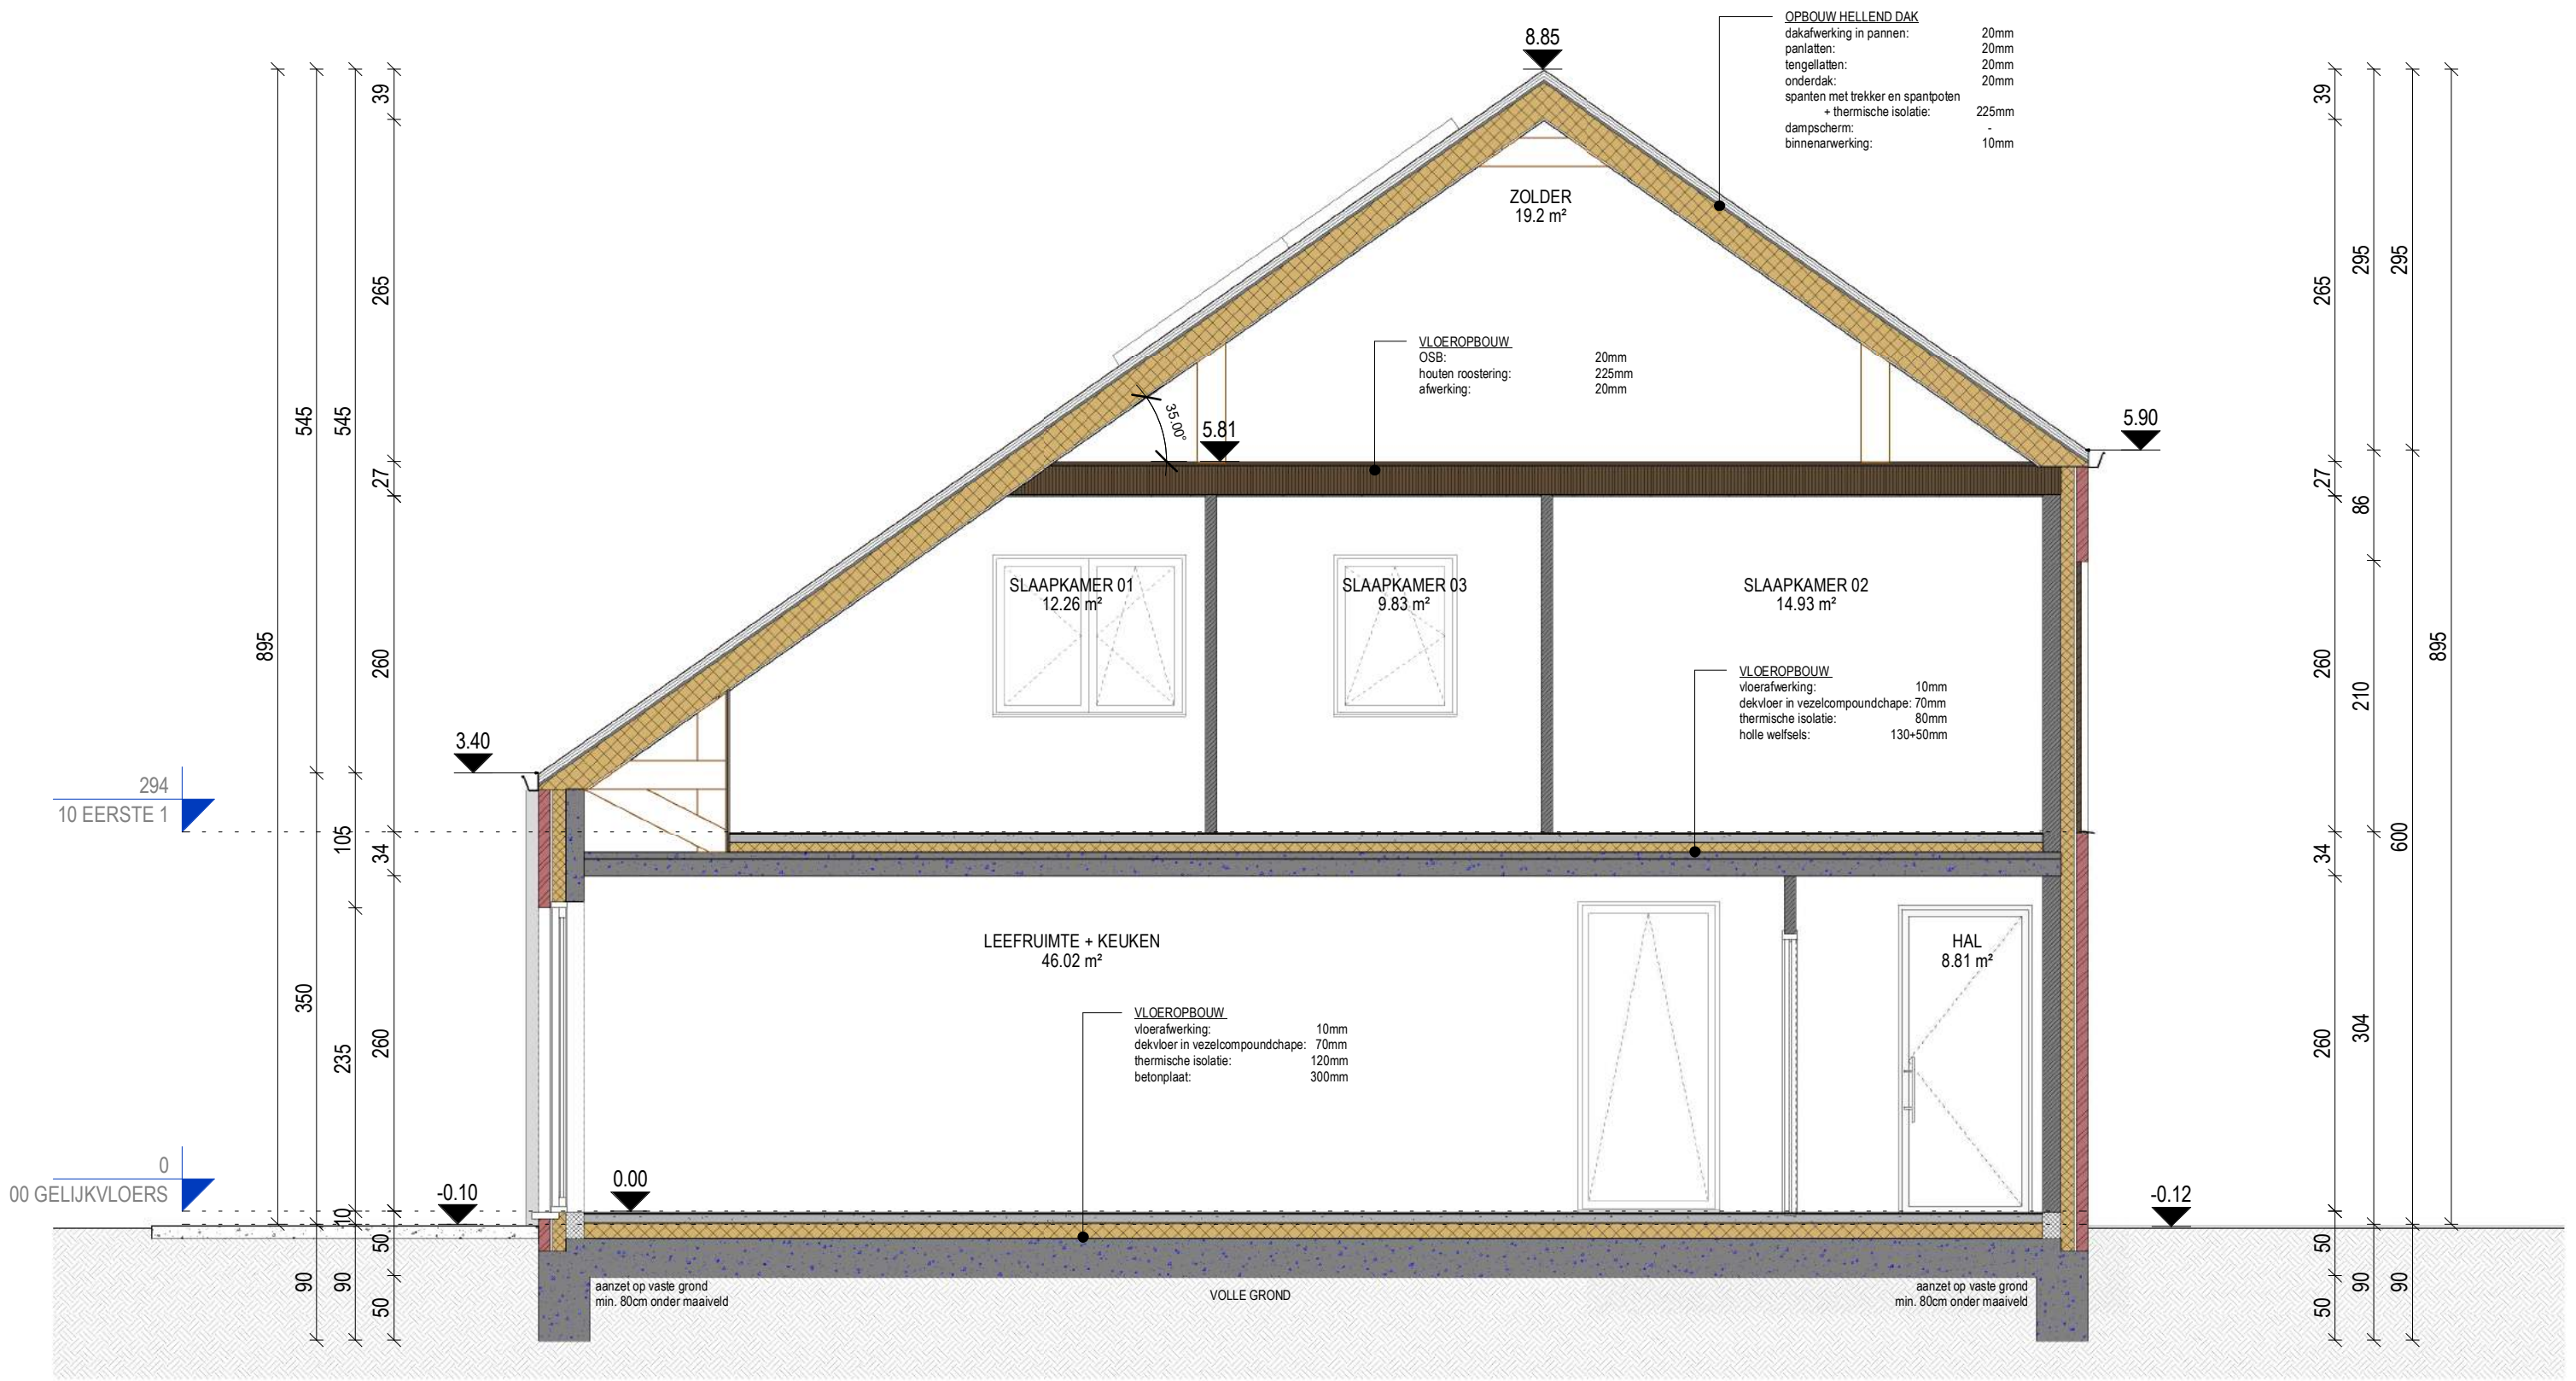 OPBOUW HELLEND DAK
dakafwerking in pannen: 20mm
panlatten: 20mm
tengellatten: 20mm
onderdak: 20mm
spanten met trekker en spantpoten
+ thermische isolatie: 225mm
dampscherm: -
binnenarwerking: 10mm
8.85
39
265
27
260
34
260
10
50
50
545
105
235
90
545
350
90
895
ZOLDER
19.2 m²
VLOEROPBOUW
OSB: 20mm
houten roostering: 225mm
afwerking: 20mm
35.00°
5.81
5.90
SLAAPKAMER 01
12.26 m²
SLAAPKAMER 03
9.83 m²
SLAAPKAMER 02
14.93 m²
VLOEROPBOUW
vloerafwerking: 10mm
dekvloer in vezelcompoundchape: 70mm
thermische isolatie: 80mm
holle welfsels: 130+50mm
3.40
294
10 EERSTE 1
LEEFRUIMTE + KEUKEN
46.02 m²
HAL
8.81 m²
VLOEROPBOUW
vloerafwerking: 10mm
dekvloer in vezelcompoundchape: 70mm
thermische isolatie: 120mm
betonplaat: 300mm
0
00 GELIJKVLOERS
-0.10
0.00
-0.12
aanzet op vaste grond
min. 80cm onder maaiveld
VOLLE GROND
aanzet op vaste grond
min. 80cm onder maaiveld
39
265
27
260
34
260
50
50
295
86
210
304
90
295
600
90
895